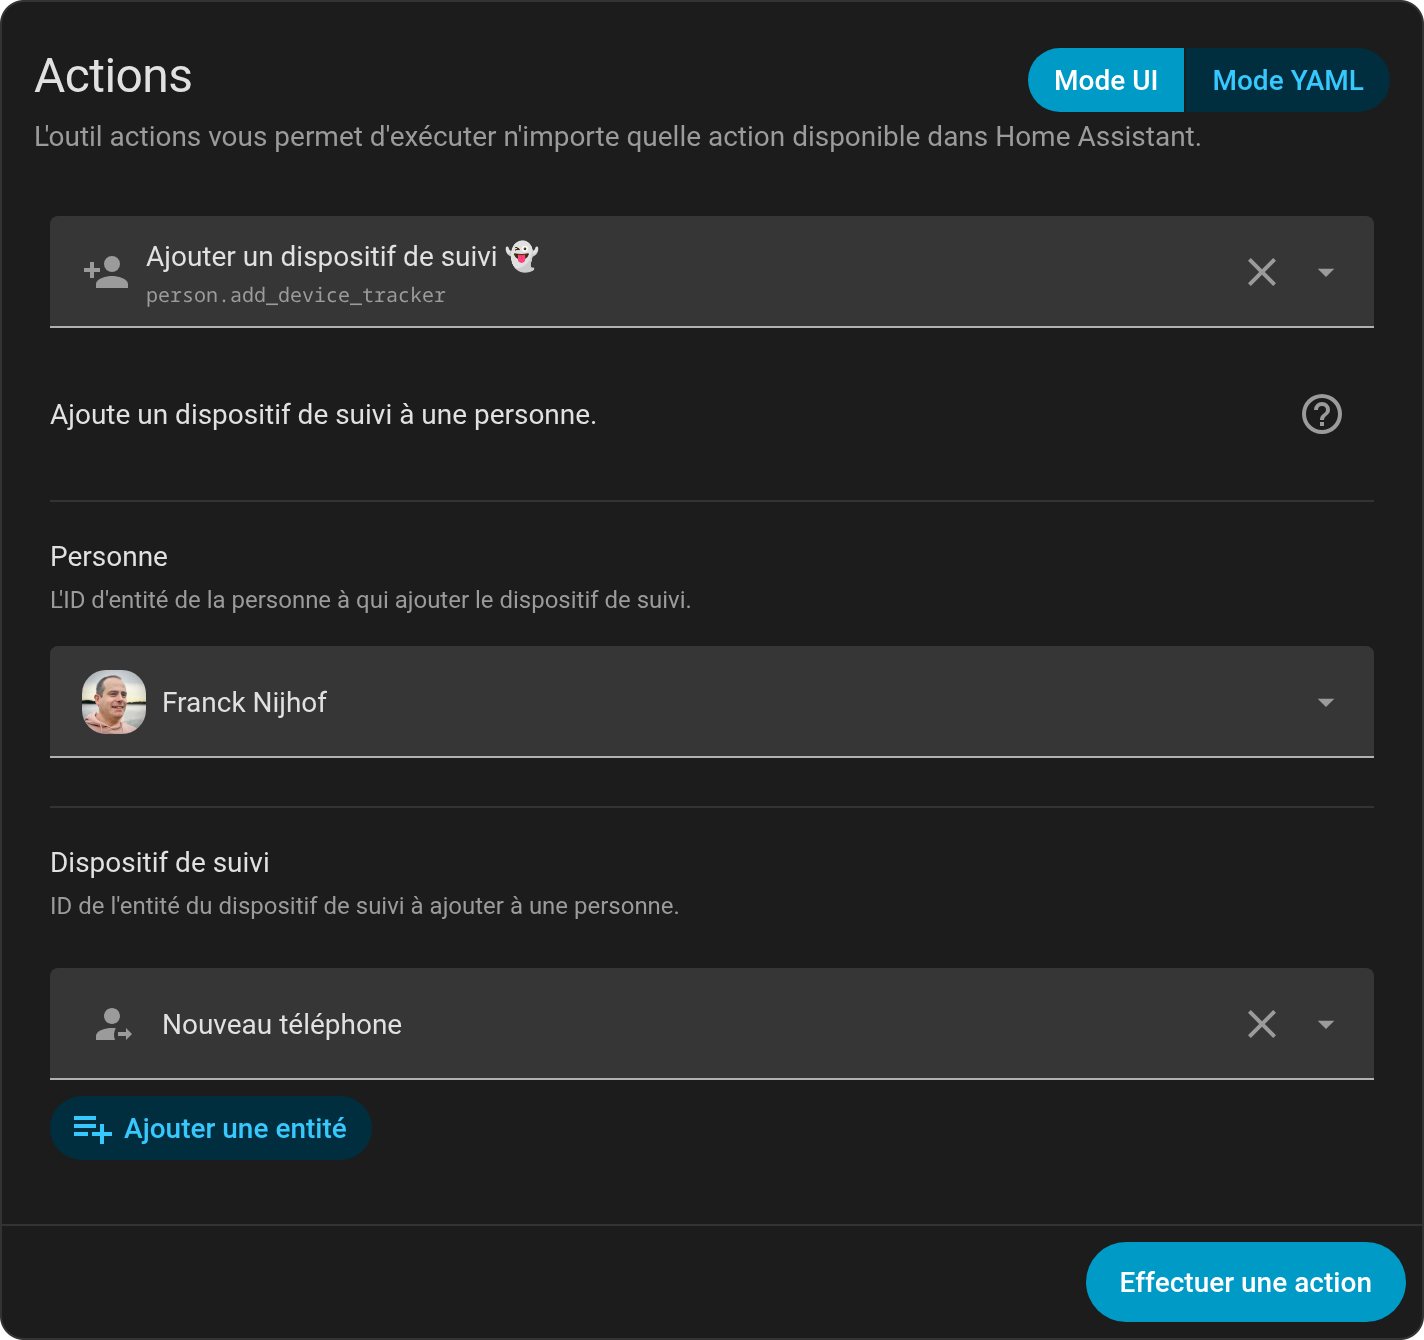 Actions
Mode UI
Mode YAML
L'outil actions vous permet d'exécuter n'importe quelle action disponible dans Home Assistant.
Ajouter un dispositif de suivi 👻
person.add_device_tracker
Ajoute un dispositif de suivi à une personne.
Personne
L'ID d'entité de la personne à qui ajouter le dispositif de suivi.
Franck Nijhof
Dispositif de suivi
ID de l'entité du dispositif de suivi à ajouter à une personne.
Nouveau téléphone
Ajouter une entité
Effectuer une action